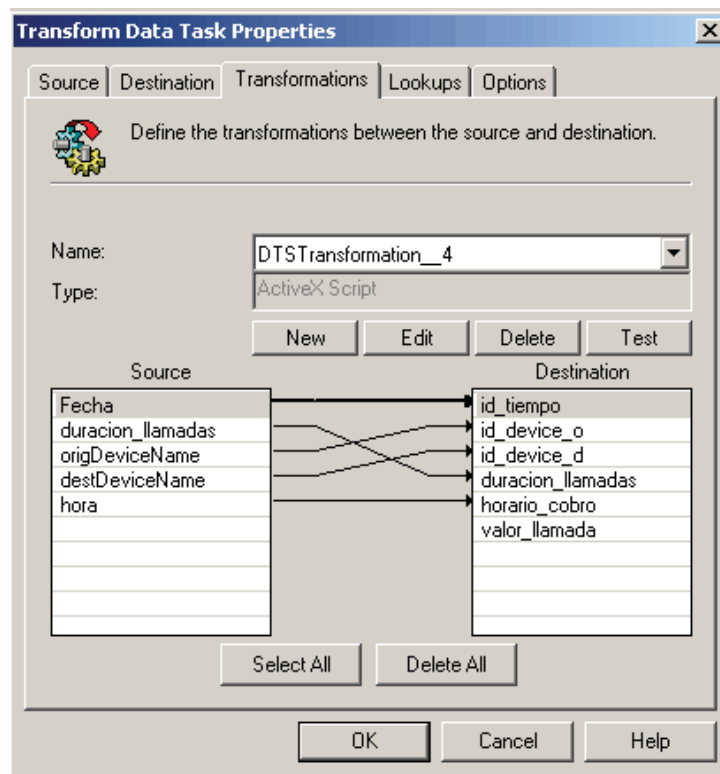 Transform Data Task Properties
Source Destination Transformations Lookups Options
Define the transformations between the source and destination.
Name: DTSTransformation__4
Type: ActiveX Script
New Edit Delete Test
Source Destination
Fecha id_tiempo
duracion_llamadas id_device_o
origDeviceName id_device_d
destDeviceName duracion_llamadas
hora horario_cobro
valor_llamada
Select All Delete All
OK Cancel Help